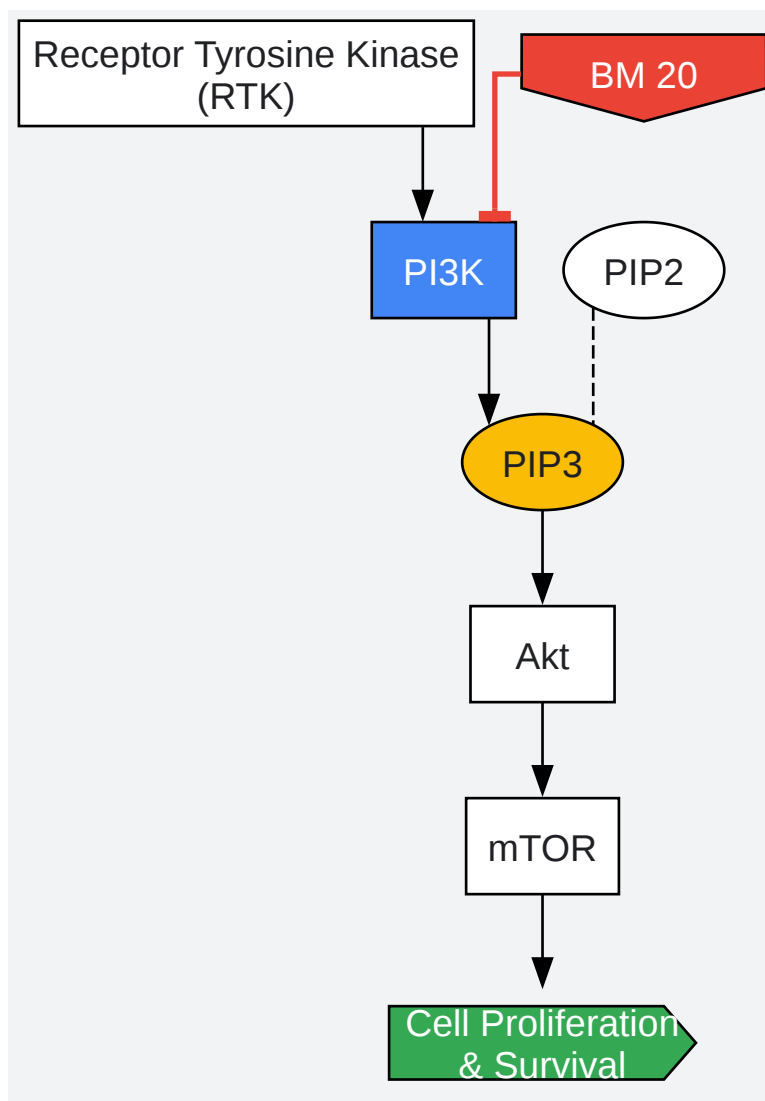 Receptor Tyrosine Kinase
(RTK)
BM 20
PI3K
PIP2
PIP3
Akt
mTOR
Cell Proliferation
& Survival